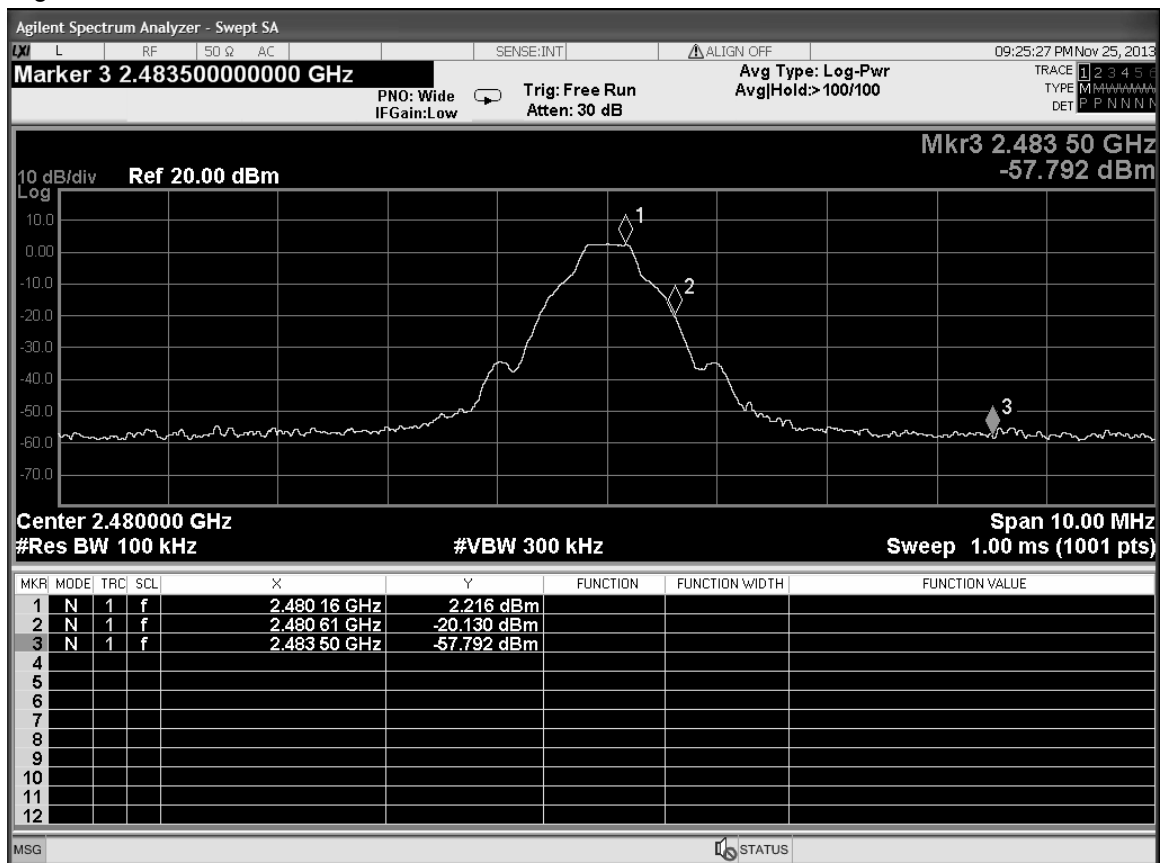 Agilent Spectrum Analyzer - Swept SA
LXI L RF 50 Ω AC SENSE:INT ALIGN OFF 09:25:27 PM Nov 25, 2013
Marker 3 2.483500000000 GHz
PNO: Wide
IFGain:Low
Trig: Free Run
Atten: 30 dB
Avg Type: Log-Pwr
Avg|Hold:>100/100
TRACE 1 2 3 4 5 6
TYPE M
DET P P N N N N
Mkr3 2.483 50 GHz
-57.792 dBm
10 dB/div Ref 20.00 dBm
Log
10.0
0.00
-10.0
-20.0
-30.0
-40.0
-50.0
-60.0
-70.0
1
2
3
Center 2.480000 GHz Span 10.00 MHz
#Res BW 100 kHz #VBW 300 kHz Sweep 1.00 ms (1001 pts)
MKR MODE TRC SCL X Y FUNCTION FUNCTION WIDTH FUNCTION VALUE
1 N 1 f 2.480 16 GHz 2.216 dBm
2 N 1 f 2.480 61 GHz -20.130 dBm
3 N 1 f 2.483 50 GHz -57.792 dBm
4
5
6
7
8
9
10
11
12
MSG STATUS